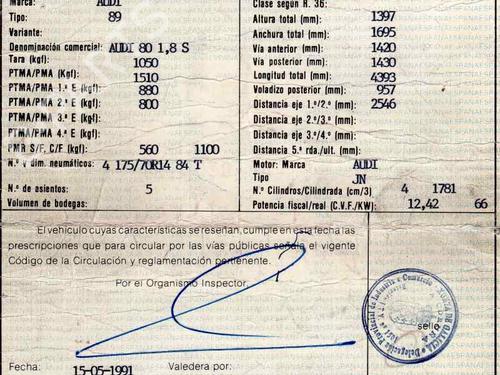 Marca: AUDI
Tipo: 89
Variante:
Denominación comercial: AUDI 80 1,8 S
Tara (kgf): 1050
PTMA/PMA (Kgf): 1510
PTMA/PMA 1.ª E (kgf): 880
PTMA/PMA 2.ª E (kgf): 800
PTMA/PMA 3.ª E (kgf):
PTMA/PMA 4.ª E (kgf):
PMR S/F, C/F (kgf): 560 1100
N.º y dim. neumáticos: 4 175/70R14 84 T
N.º de asientos: 5
Volumen de bodegas:
Clase según R. 36:
Altura total (mm): 1397
Anchura total (mm): 1695
Vía anterior (mm): 1420
Vía posterior (mm): 1430
Longitud total (mm): 4393
Voladizo posterior (mm): 957
Distancia eje 1.º/2.º (mm): 2546
Distancia eje 2.º/3.º (mm):
Distancia eje 3.º/4.º (mm):
Distancia 5.ª rda./ult. (mm):
Motor: Marca AUDI
Tipo JN
N.º Cilindros/Cilindrada (cm/3) 4 1781
Potencia fiscal/real (C.V.F./KW): 12,42 66
El vehículo cuyas características se reseñan, cumple en esta fecha las
prescripciones que para circular por las vías públicas señala el vigente
Código de la Circulación y reglamentación pertenente.
Por el Organismo Inspector,
sello
Fecha: 15-05-1991 Valedera por: